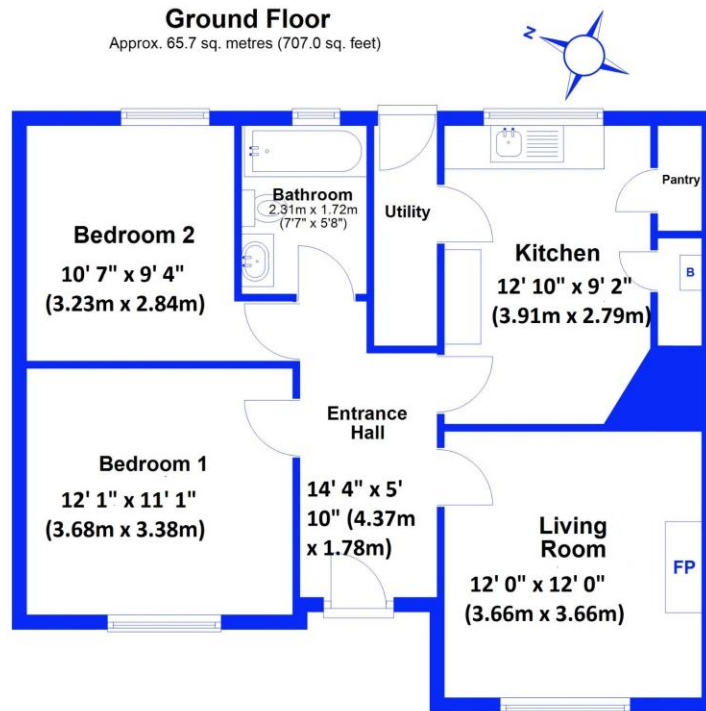 Ground Floor
Approx. 65.7 sq. metres (707.0 sq. feet)
N
Bedroom 2
10' 7" x 9' 4"
(3.23m x 2.84m)
Bathroom
2.31m x 1.72m
(7'7" x 5'8")
Utility
Kitchen
12' 10" x 9' 2"
(3.91m x 2.79m)
Pantry
B
Bedroom 1
12' 1" x 11' 1"
(3.68m x 3.38m)
Entrance
Hall
14' 4" x 5'
10" (4.37m
x 1.78m)
Living
Room
12' 0" x 12' 0"
(3.66m x 3.66m)
FP